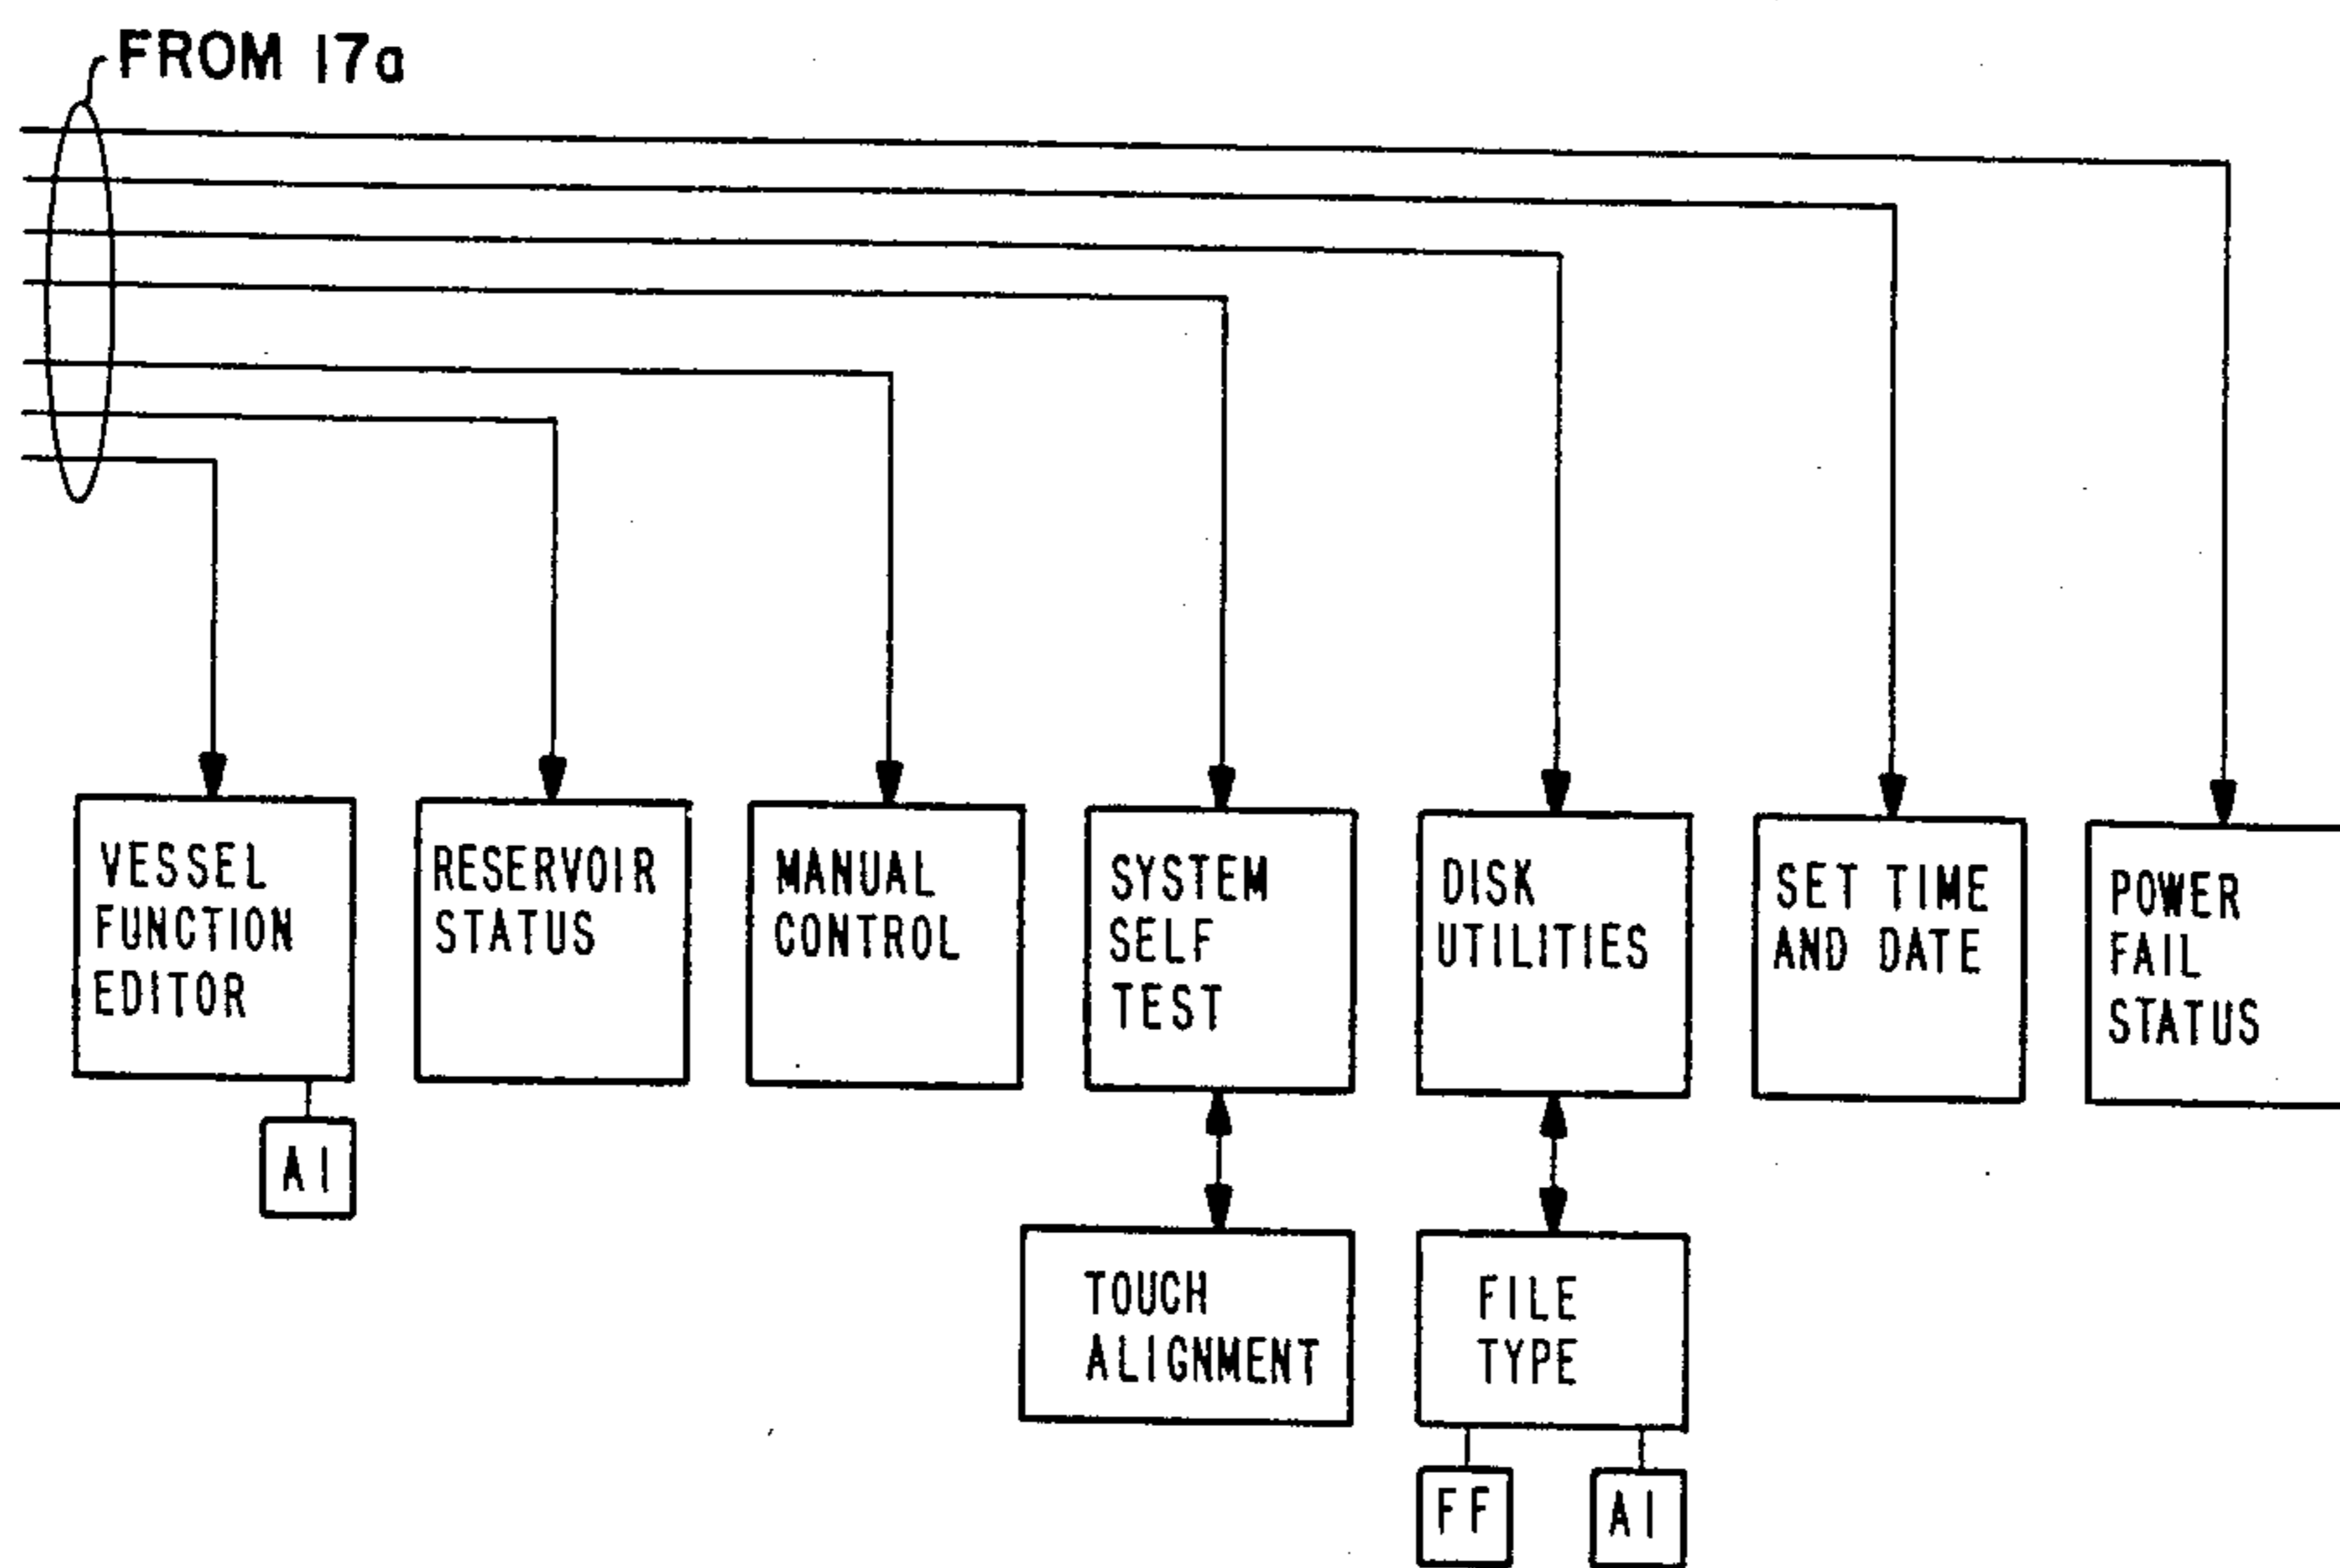 FROM 17a
VESSEL
FUNCTION
EDITOR
RESERVOIR
STATUS
MANUAL
CONTROL
SYSTEM
SELF
TEST
DISK
UTILITIES
SET TIME
AND DATE
POWER
FAIL
STATUS
AI
TOUCH
ALIGNMENT
FILE
TYPE
FF
AI